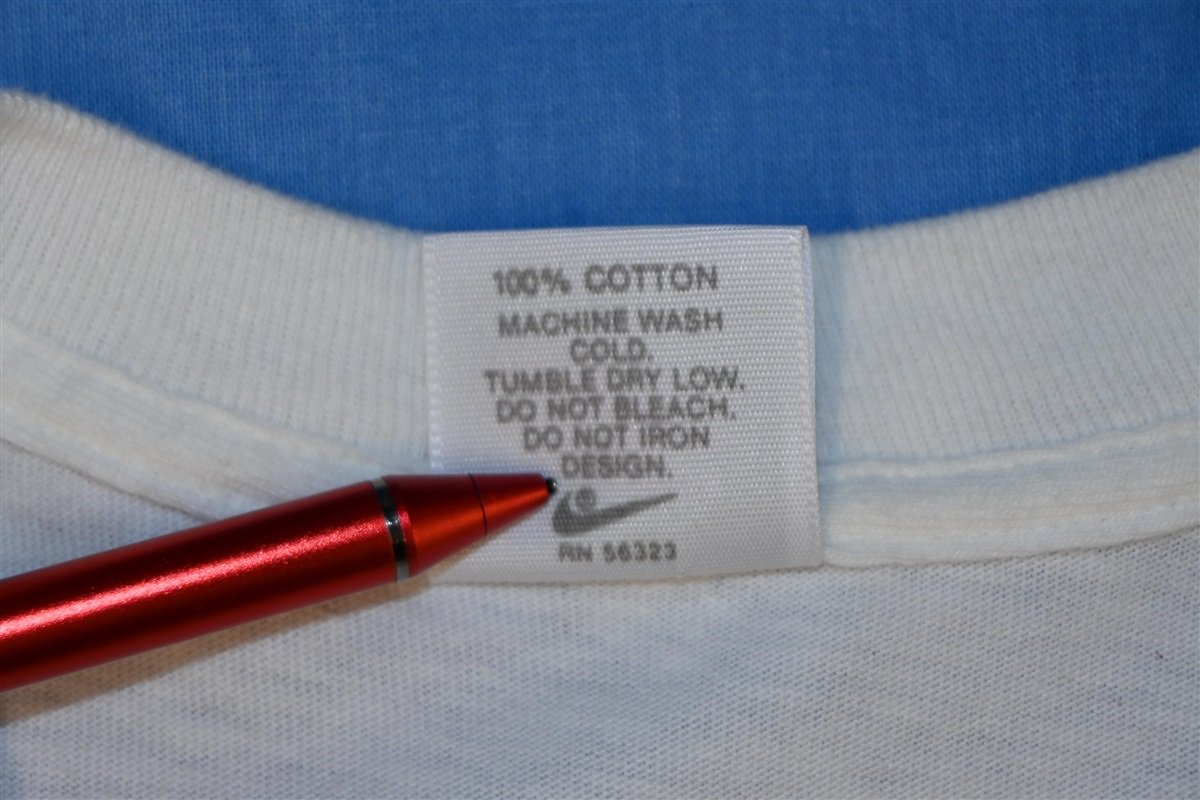 100% COTTON
MACHINE WASH
COLD.
TUMBLE DRY LOW.
DO NOT BLEACH.
DO NOT IRON
DESIGN.
®
RN 56323